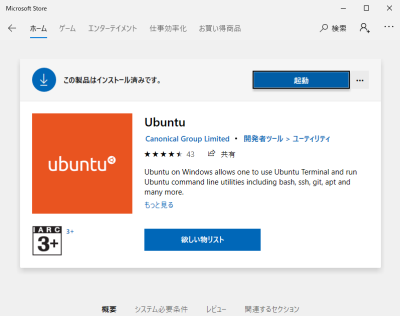 Microsoft Store
ホーム ゲーム エンターテイメント 仕事効率化 お買い得商品 検索
この製品はインストール済みです。 起動
Ubuntu
Canonical Group Limited • 開発者ツール > ユーティリティ
43 共有
ubuntu
Ubuntu on Windows allows one to use Ubuntu Terminal and run
Ubuntu command line utilities including bash, ssh, git, apt and
many more.
もっと見る
IARC
3+
3+
欲しい物リスト
概要 システム必要条件 レビュー 関連するセクション